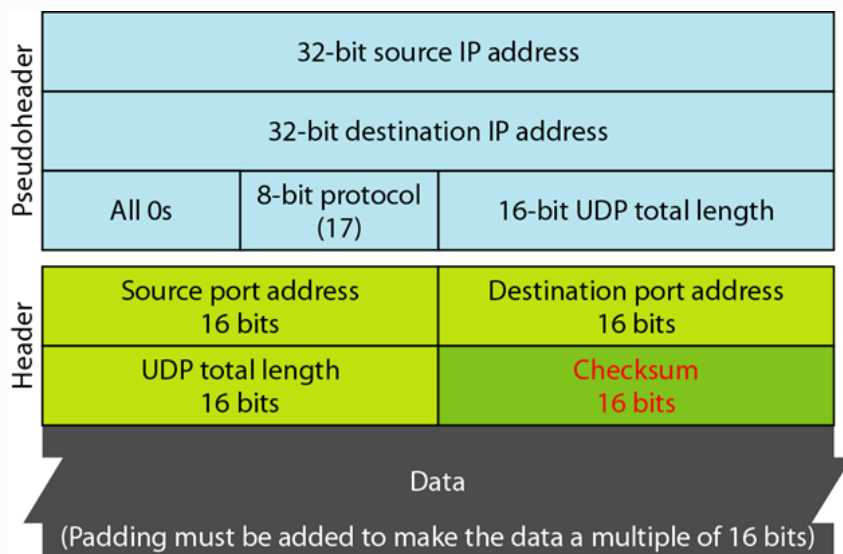 Pseudoheader
32-bit source IP address
32-bit destination IP address
All 0s
8-bit protocol
(17)
16-bit UDP total length
Header
Source port address
16 bits
Destination port address
16 bits
UDP total length
16 bits
Checksum
16 bits
Data
(Padding must be added to make the data a multiple of 16 bits)